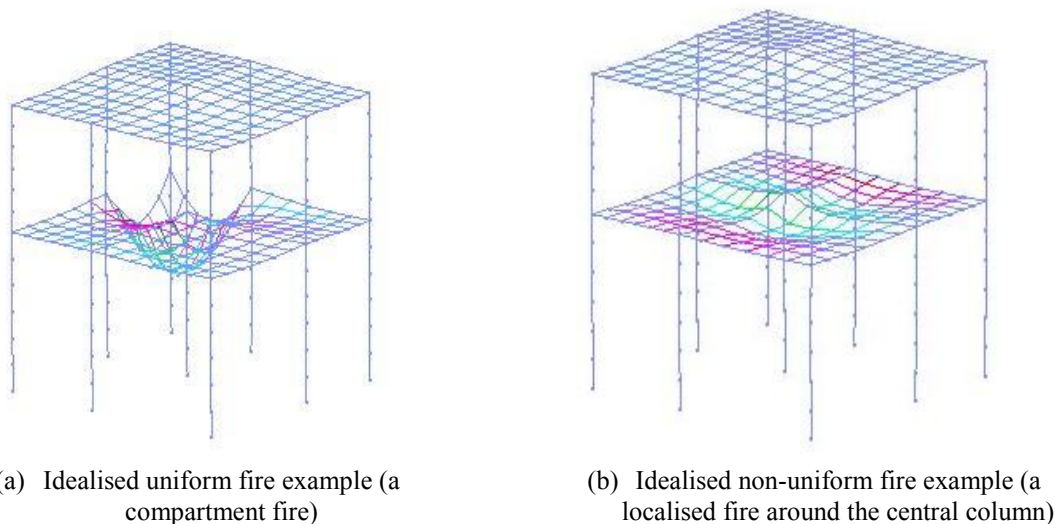 (a) Idealised uniform fire example (a
compartment fire)
(b) Idealised non-uniform fire example (a
localised fire around the central column)